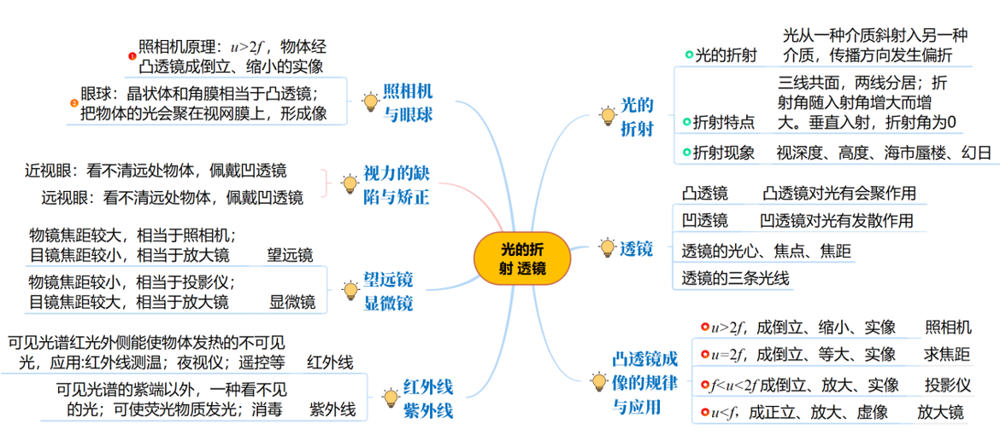 光的折
射 透镜
照相机
与眼球
❶
照相机原理：u>2f ，物体经
凸透镜成倒立、缩小的实像
❷
眼球：晶状体和角膜相当于凸透镜；
把物体的光会聚在视网膜上，形成像
视力的缺
陷与矫正
近视眼：看不清远处物体，佩戴凹透镜
远视眼：看不清远处物体，佩戴凹透镜
望远镜
显微镜
物镜焦距较大，相当于照相机；
目镜焦距较小，相当于放大镜 望远镜
物镜焦距较小，相当于投影仪；
目镜焦距较大，相当于放大镜 显微镜
红外线
紫外线
可见光谱红光外侧能使物体发热的不可见
光，应用:红外线测温；夜视仪；遥控等 红外线
可见光谱的紫端以外，一种看不见
的光；可使荧光物质发光；消毒 紫外线
光的
折射
光的折射
光从一种介质斜射入另一种
介质，传播方向发生偏折
折射特点
三线共面，两线分居；折
射角随入射角增大而增
大。垂直入射，折射角为0
折射现象 视深度、高度、海市蜃楼、幻日
透镜
凸透镜 凸透镜对光有会聚作用
凹透镜 凹透镜对光有发散作用
透镜的光心、焦点、焦距
透镜的三条光线
凸透镜成
像的规律
与应用
u>2f，成倒立、缩小、实像 照相机
u=2f，成倒立、等大、实像 求焦距
f<u<2f 成倒立、放大、实像 投影仪
u<f，成正立、放大、虚像 放大镜